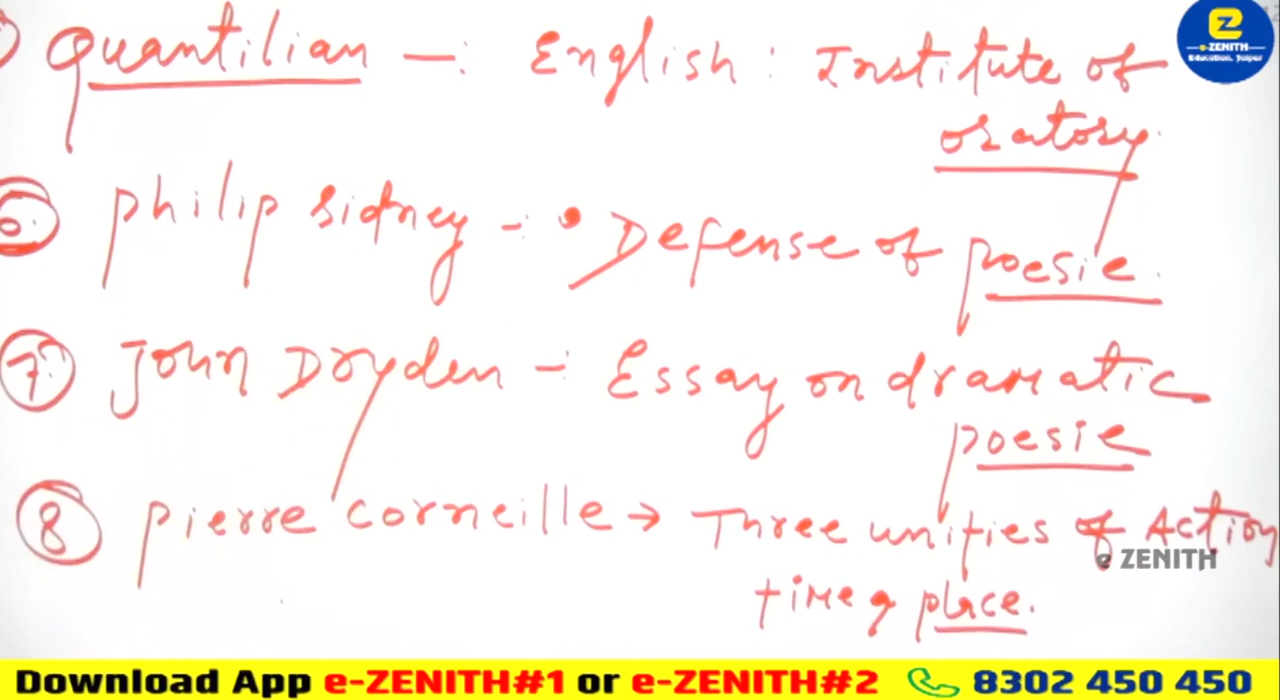 Quantilian -: English : Institute of
oratory.
6. Philip Sidney -: • Defense of poesie.
7. John Dryden -: Essay on dramatic
poesie
8 Pierre Corneille → Three unities of Action
time & place.
e-ZENITH
Education, Jaipur
e ZENITH
Download App e-ZENITH#1 or e-ZENITH#2 8302 450 450